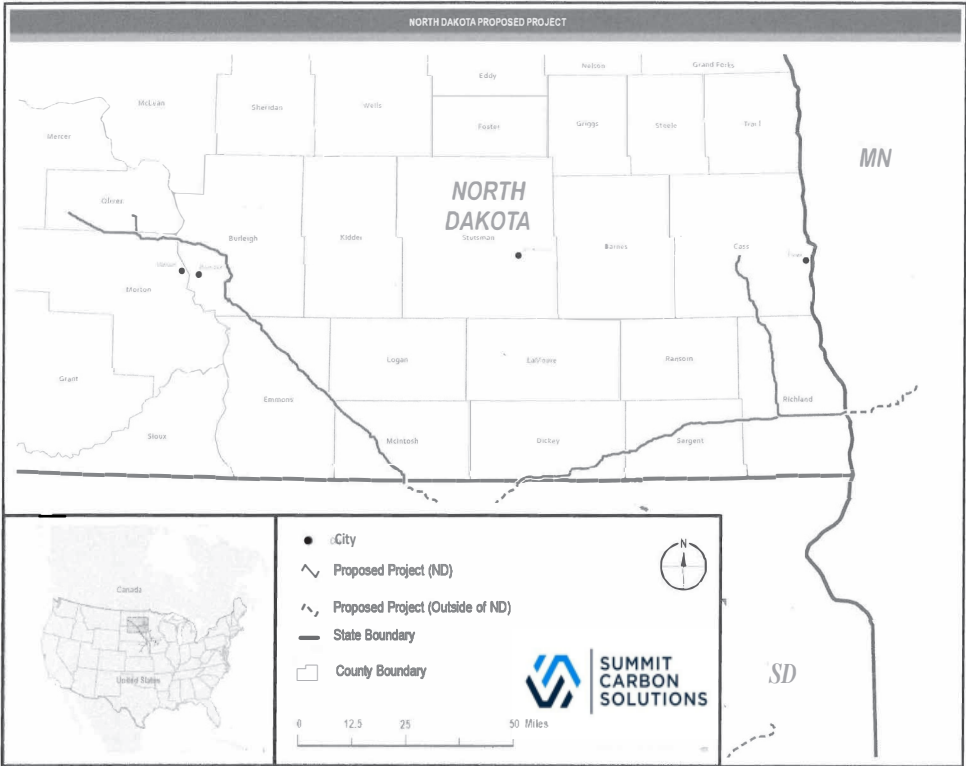 NORTH DAKOTA PROPOSED PROJECT
Nelson
Grand Forks
Eddy
McLean
Sheridan
Wells
Foster
Griggs
Steele
Mercer
MN
NORTH
DAKOTA
Oliver
Burleigh
Kidder
Stutsman
Barnes
Cass
Morton
Logan
LaMoure
Ransom
Grant
Emmons
Richland
Sioux
McIntosh
Dickey
Sargent
City
Proposed Project (ND)
Proposed Project (Outside of ND)
State Boundary
County Boundary
N
Canada
United States
SUMMIT
CARBON
SOLUTIONS
SD
0 12.5 25 50 Miles